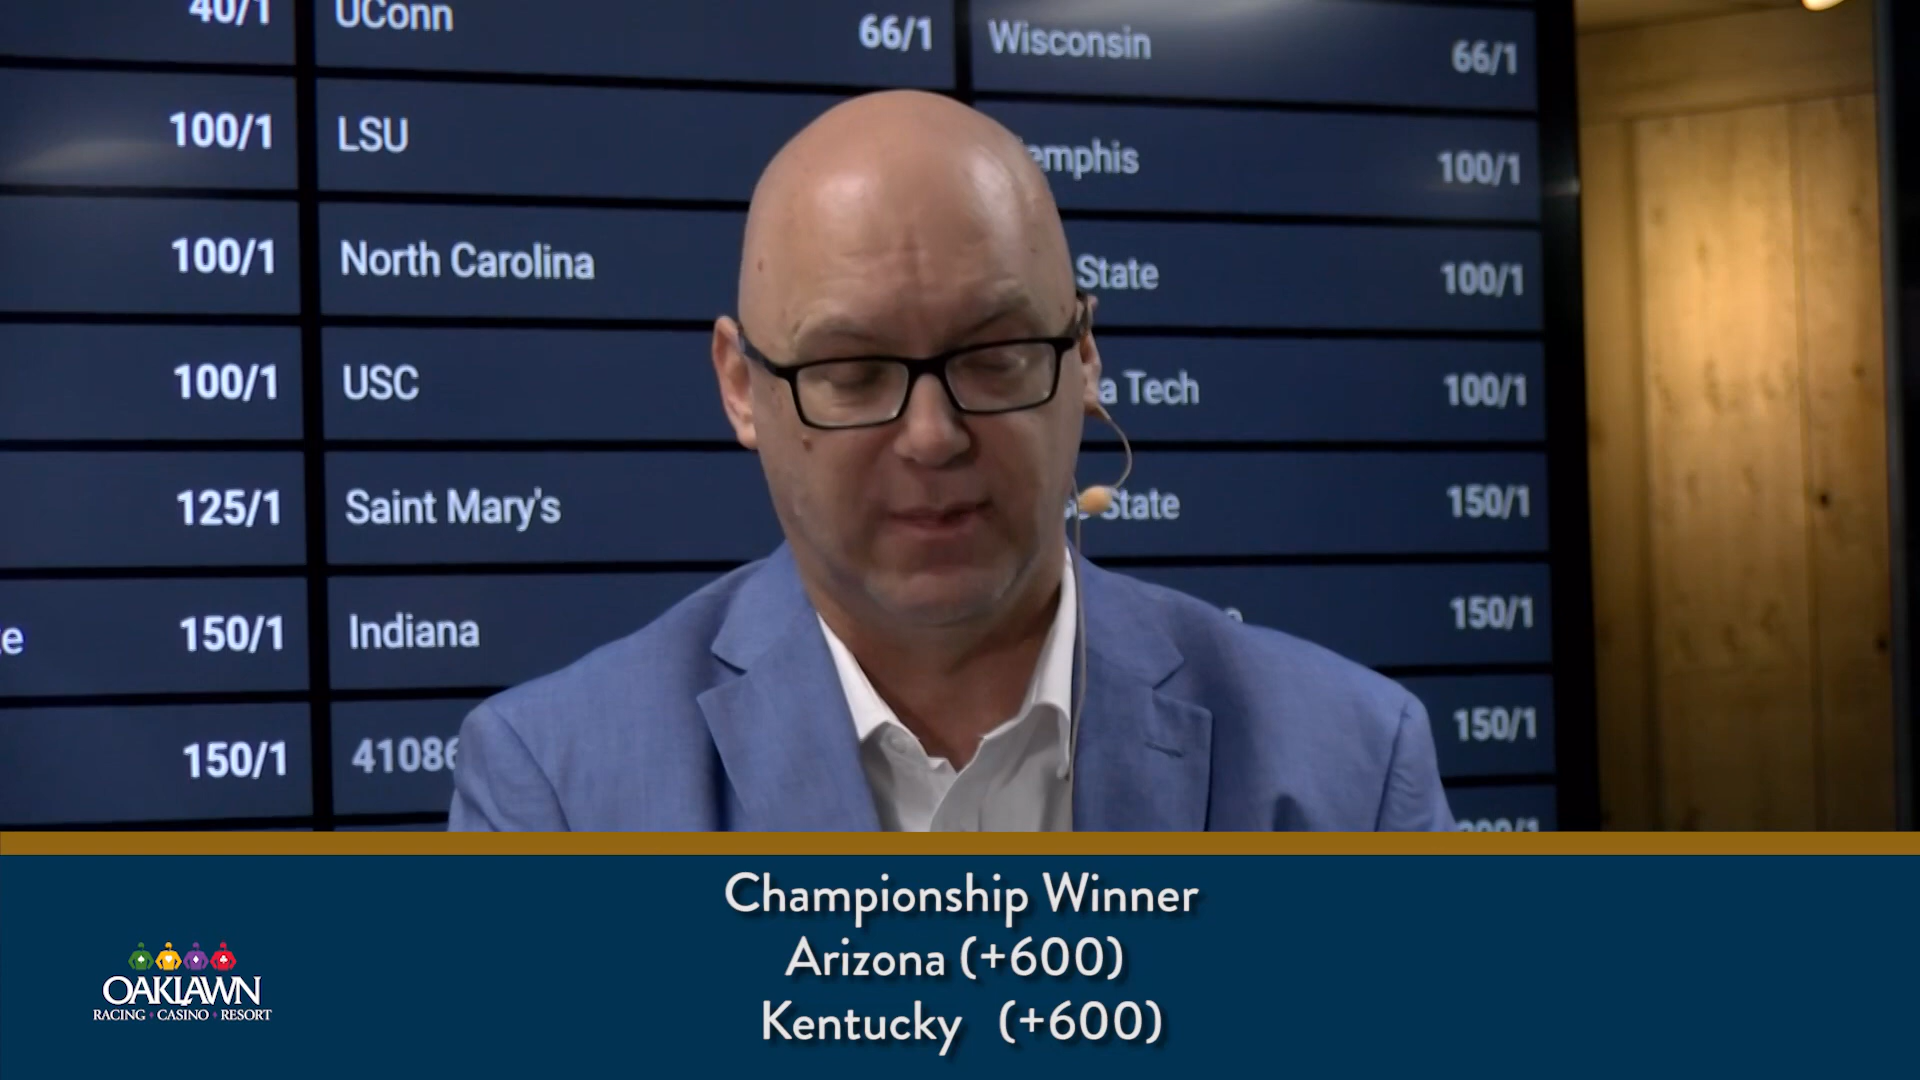 40/1 UConn 66/1 Wisconsin 66/1
100/1 LSU emphis 100/1
100/1 North Carolina State 100/1
100/1 USC a Tech 100/1
125/1 Saint Mary's State 150/1
e 150/1 Indiana 150/1
150/1 41086 150/1
Championship Winner
Arizona (+600)
Kentucky (+600)
OAKLAWN
RACING • CASINO • RESORT